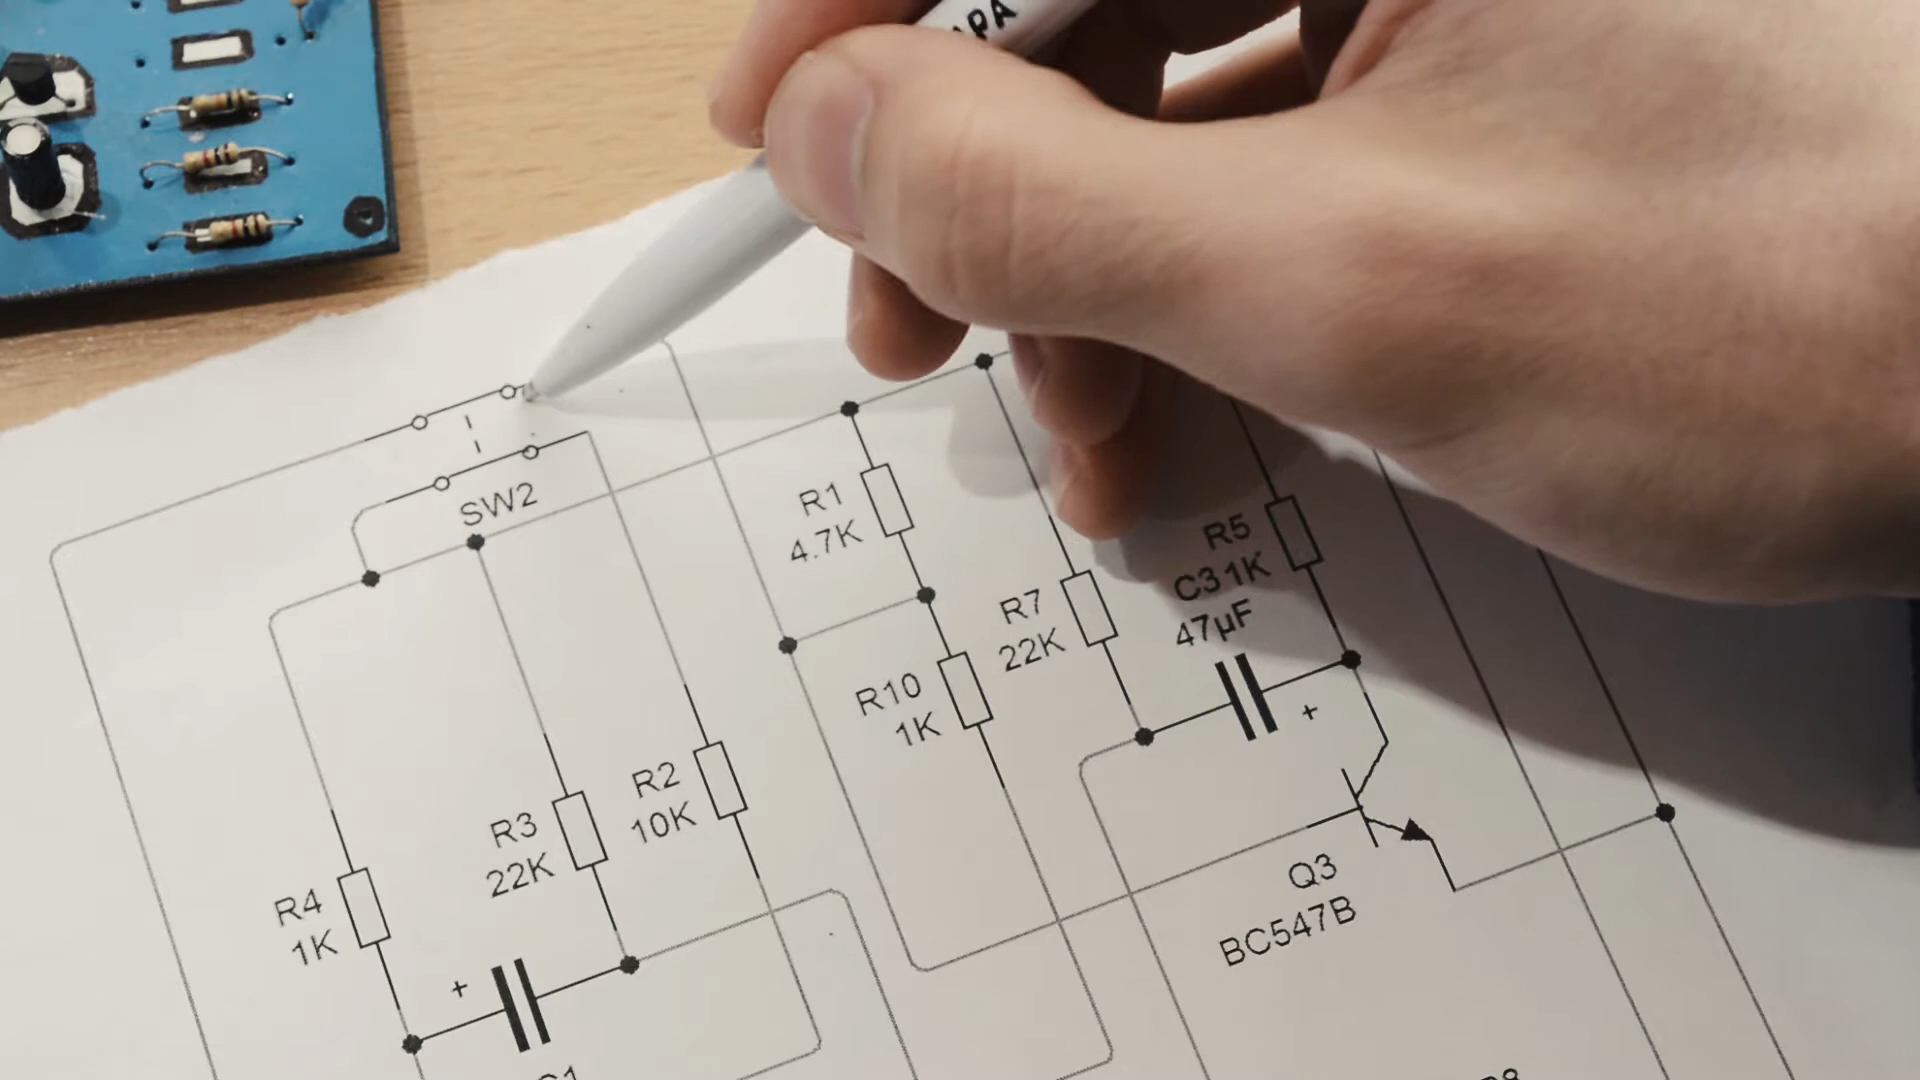 SW2
R1
4.7K
R5
C3 1K
47µF
R7
22K
R10
1K
R2
10K
R3
22K
R4
1K
+
+
Q3
BC547B